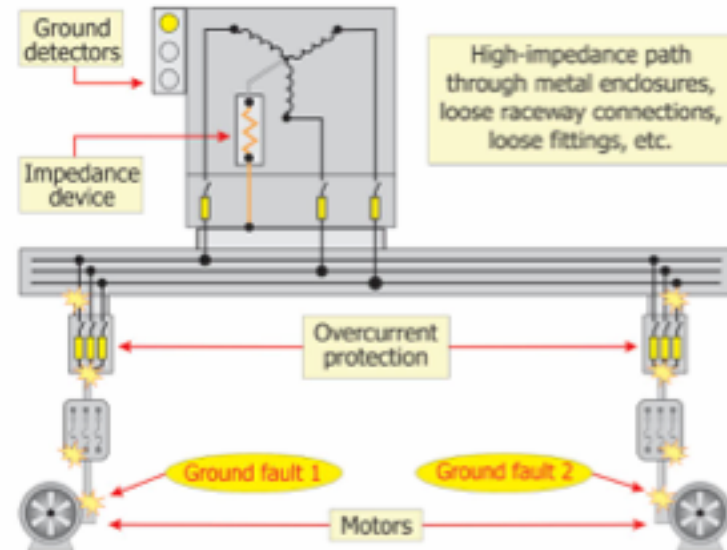 Ground
detectors
High-impedance path
through metal enclosures,
loose raceway connections,
loose fittings, etc.
Impedance
device
Overcurrent
protection
Ground fault 1
Ground fault 2
Motors